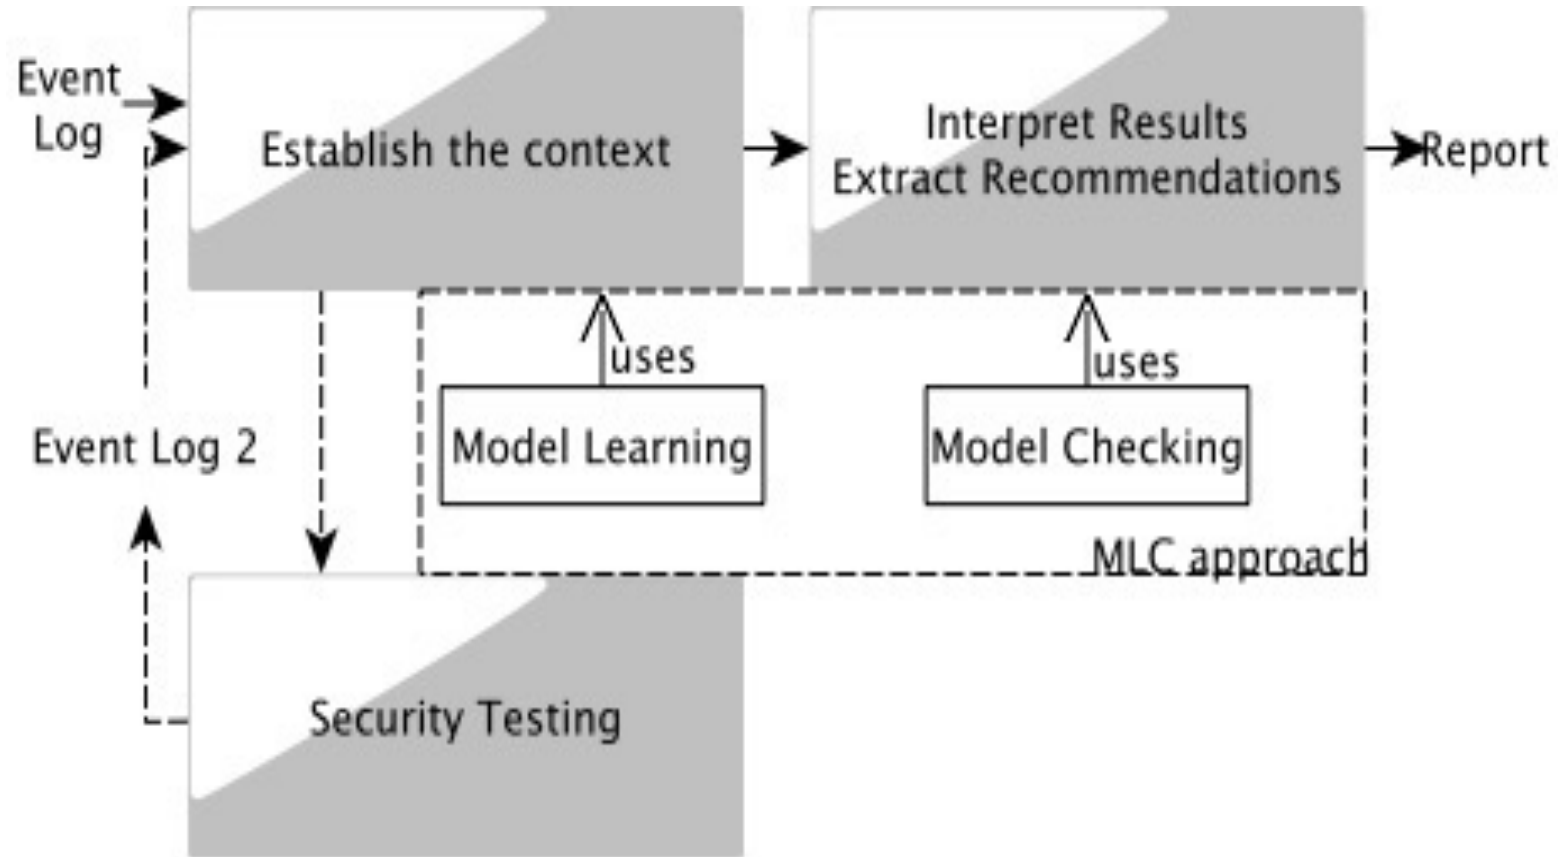 Event
Log
Establish the context
Interpret Results
Extract Recommendations
Report
uses
uses
Event Log 2
Model Learning
Model Checking
MLC approach
Security Testing